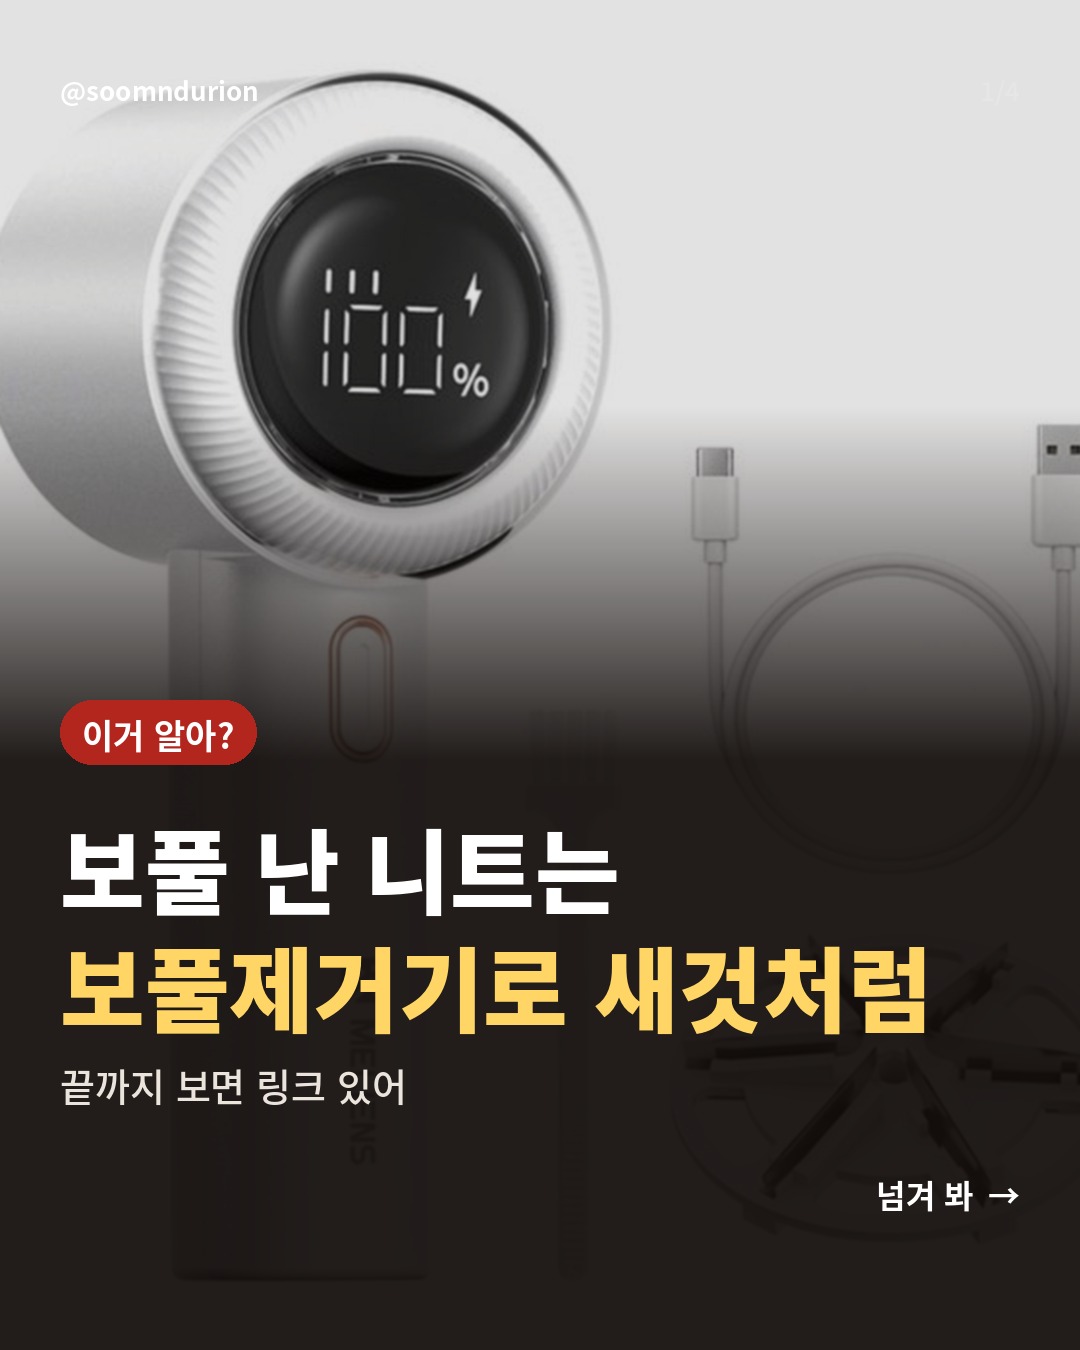 @soomndurion
1/4
100%
이거 알아?
보풀 난 니트는
보풀제거기로 새것처럼
끝까지 보면 링크 있어
넘겨 봐 →